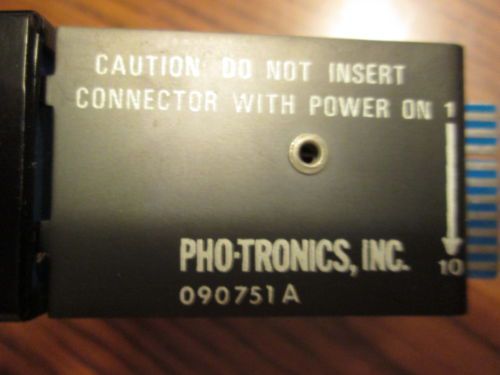 CAUTION DO NOT INSERT
CONNECTOR WITH POWER ON
1
10
PHO-TRONICS, INC.
090751A